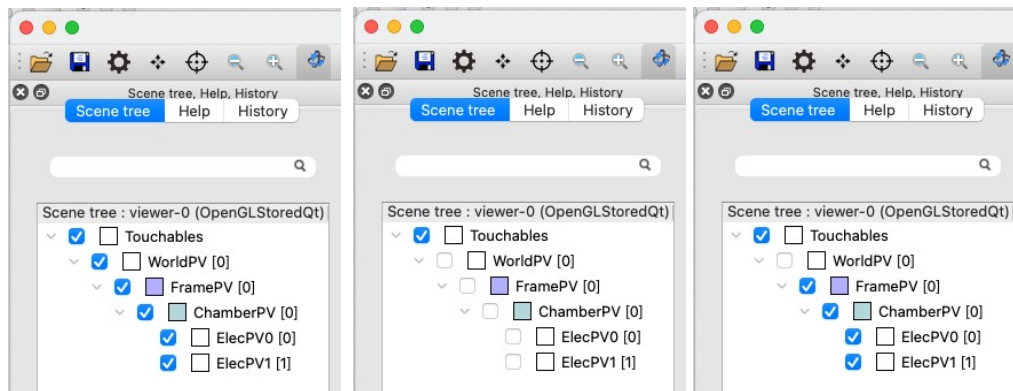 Scene tree, Help, History
Scene tree Help History
Scene tree : viewer-0 (OpenGLStoredQt)
Touchables
WorldPV [0]
FramePV [0]
ChamberPV [0]
ElecPV0 [0]
ElecPV1 [1]
Scene tree, Help, History
Scene tree Help History
Scene tree : viewer-0 (OpenGLStoredQt)
Touchables
WorldPV [0]
FramePV [0]
ChamberPV [0]
ElecPV0 [0]
ElecPV1 [1]
Scene tree, Help, History
Scene tree Help History
Scene tree : viewer-0 (OpenGLStoredQt)
Touchables
WorldPV [0]
FramePV [0]
ChamberPV [0]
ElecPV0 [0]
ElecPV1 [1]